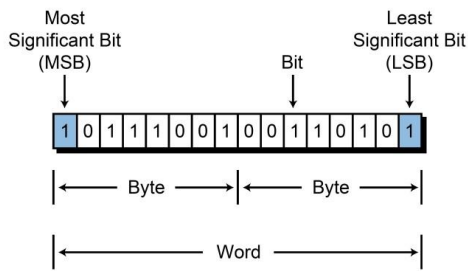 Most
Significant Bit
(MSB)
Bit
Least
Significant Bit
(LSB)
1 0 1 1 1 0 0 1 0 0 1 1 0 1 0 1
Byte Byte
Word